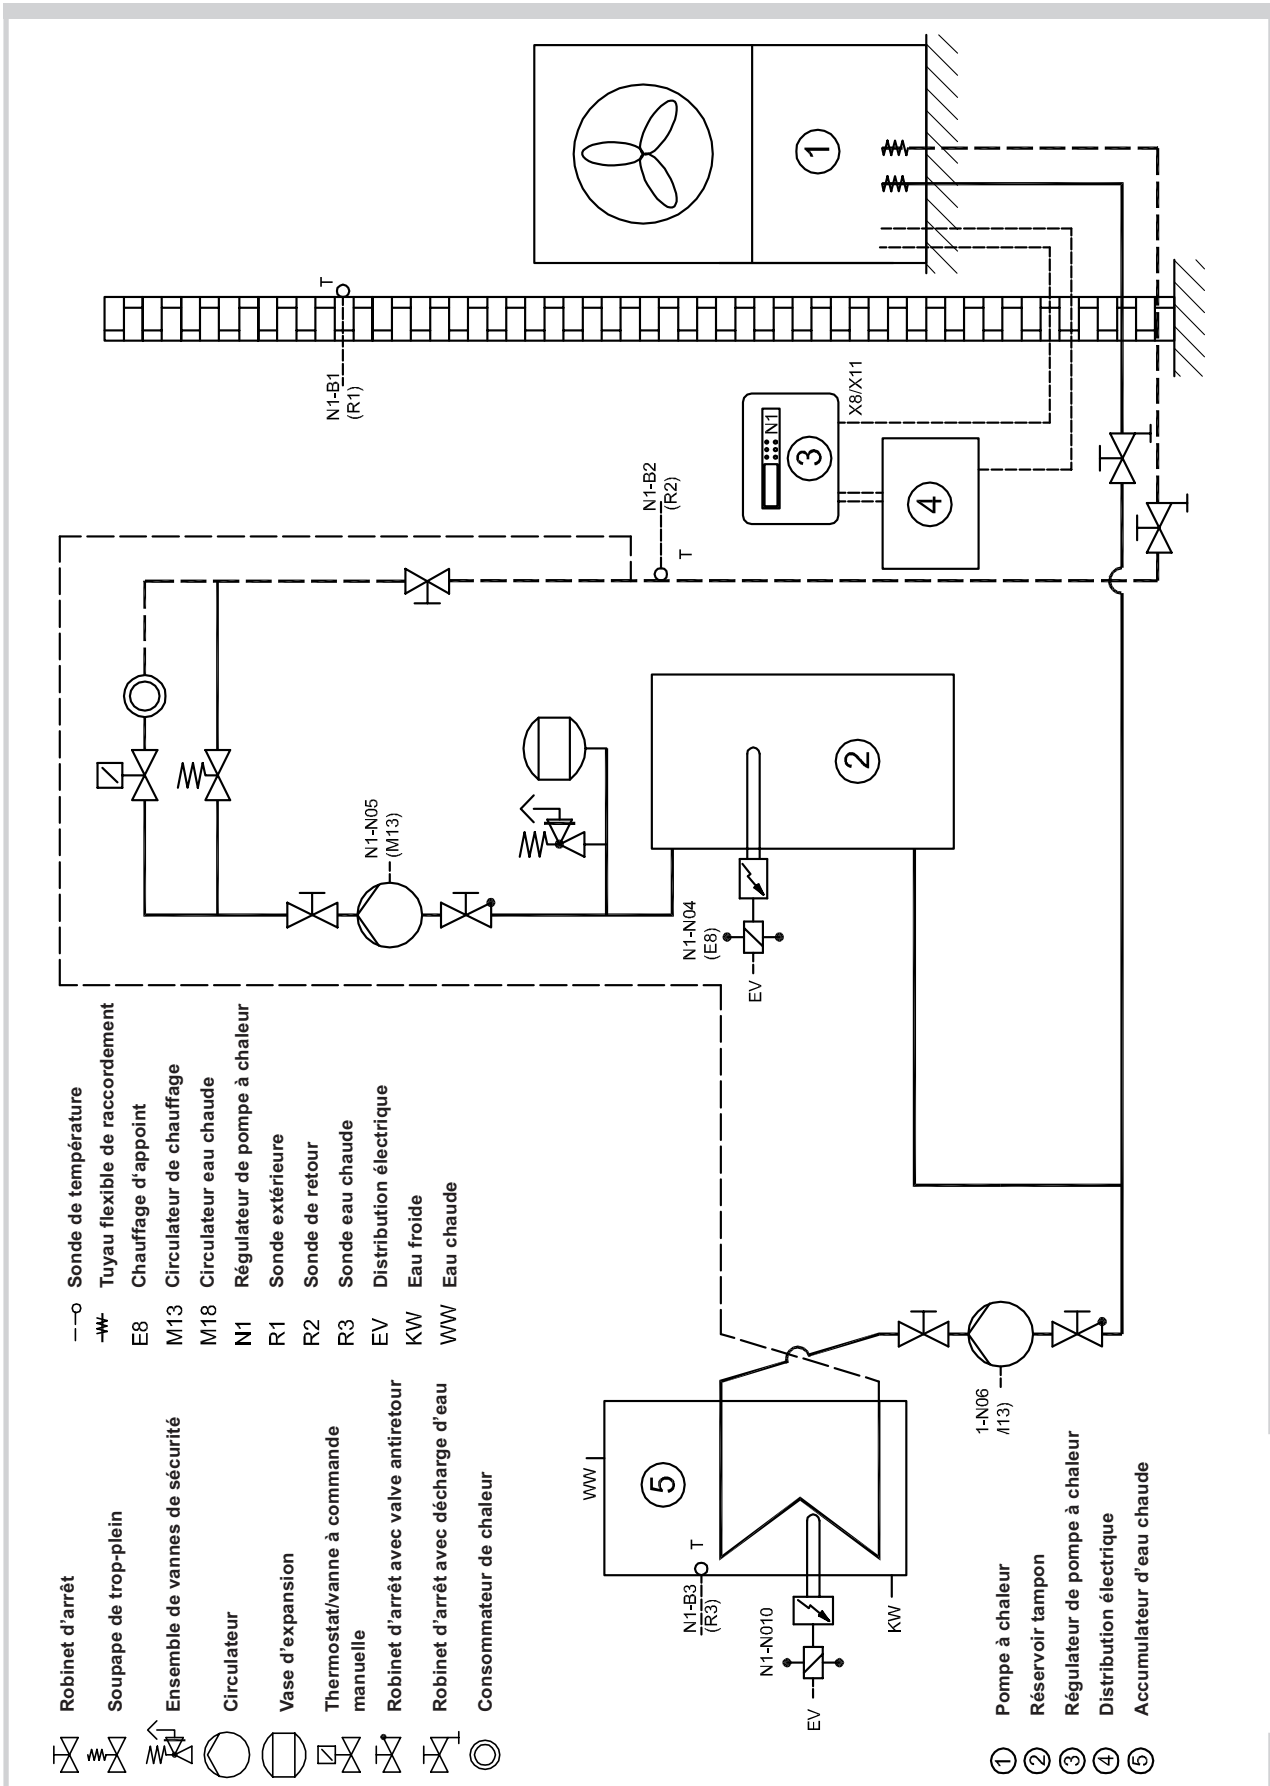 Robinet d'arrêt
Soupape de trop-plein
Ensemble de vannes de sécurité
Circulateur
Vase d'expansion
Thermostat/vanne à commande
manuelle
Robinet d'arrêt avec valve antiretour
Robinet d'arrêt avec décharge d'eau
Consommateur de chaleur
Sonde de température
Tuyau flexible de raccordement
E8 Chauffage d'appoint
M13 Circulateur de chauffage
M18 Circulateur eau chaude
N1 Régulateur de pompe à chaleur
R1 Sonde extérieure
R2 Sonde de retour
R3 Sonde eau chaude
EV Distribution électrique
KW Eau froide
WW Eau chaude
N1-N05
(M13)
N1-B1
(R1)
T
N1-B2
(R2)
T
N1-N04
(E8)
EV
2
N1
3
X8/X11
4
1
WW
5
T
N1-B3
(R3)
N1-N010
EV
KW
1-N06
/13)
1 Pompe à chaleur
2 Réservoir tampon
3 Régulateur de pompe à chaleur
4 Distribution électrique
5 Accumulateur d'eau chaude